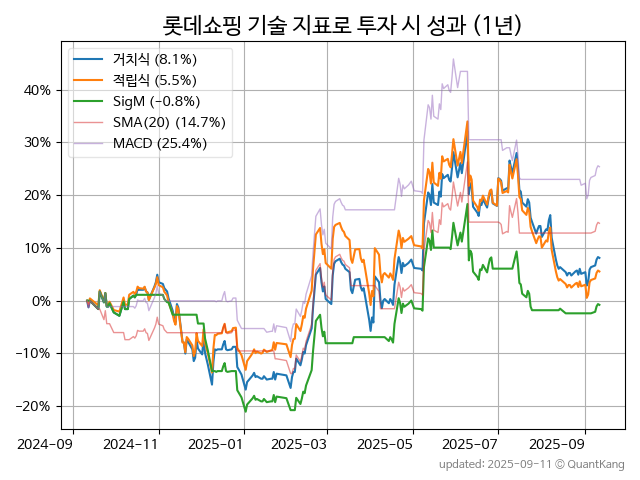 롯데쇼핑 기술 지표로 투자 시 성과 (1년)
거치식 (8.1%)
적립식 (5.5%)
SigM (−0.8%)
SMA(20) (14.7%)
MACD (25.4%)
40%
30%
20%
10%
0%
−10%
−20%
2024-09 2024-11 2025-01 2025-03 2025-05 2025-07 2025-09
updated: 2025-09-11 © QuantKang